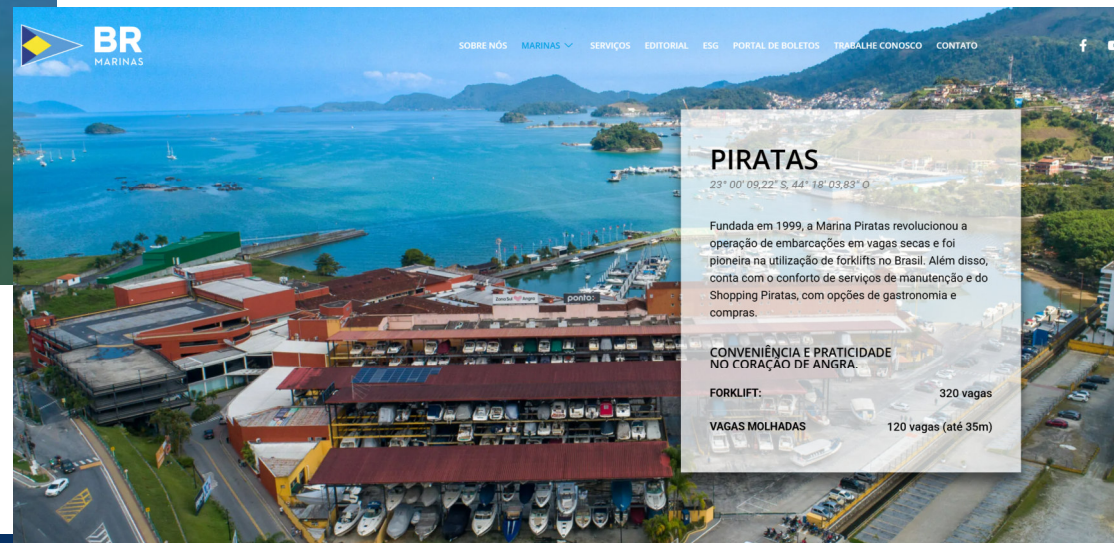 BR
MARINAS
SOBRE NÓS MARINAS SERVIÇOS EDITORIAL ESG PORTAL DE BOLETOS TRABALHE CONOSCO CONTATO
PIRATAS
23° 00' 09,22" S, 44° 18' 03,83" O
Fundada em 1999, a Marina Piratas revolucionou a
operação de embarcações em vagas secas e foi
pioneira na utilização de forklifts no Brasil. Além disso,
conta com o conforto de serviços de manutenção e do
Shopping Piratas, com opções de gastronomia e
compras.
CONVENIÊNCIA E PRATICIDADE
NO CORAÇÃO DE ANGRA.
FORKLIFT: 320 vagas
VAGAS MOLHADAS 120 vagas (até 35m)
ponto: